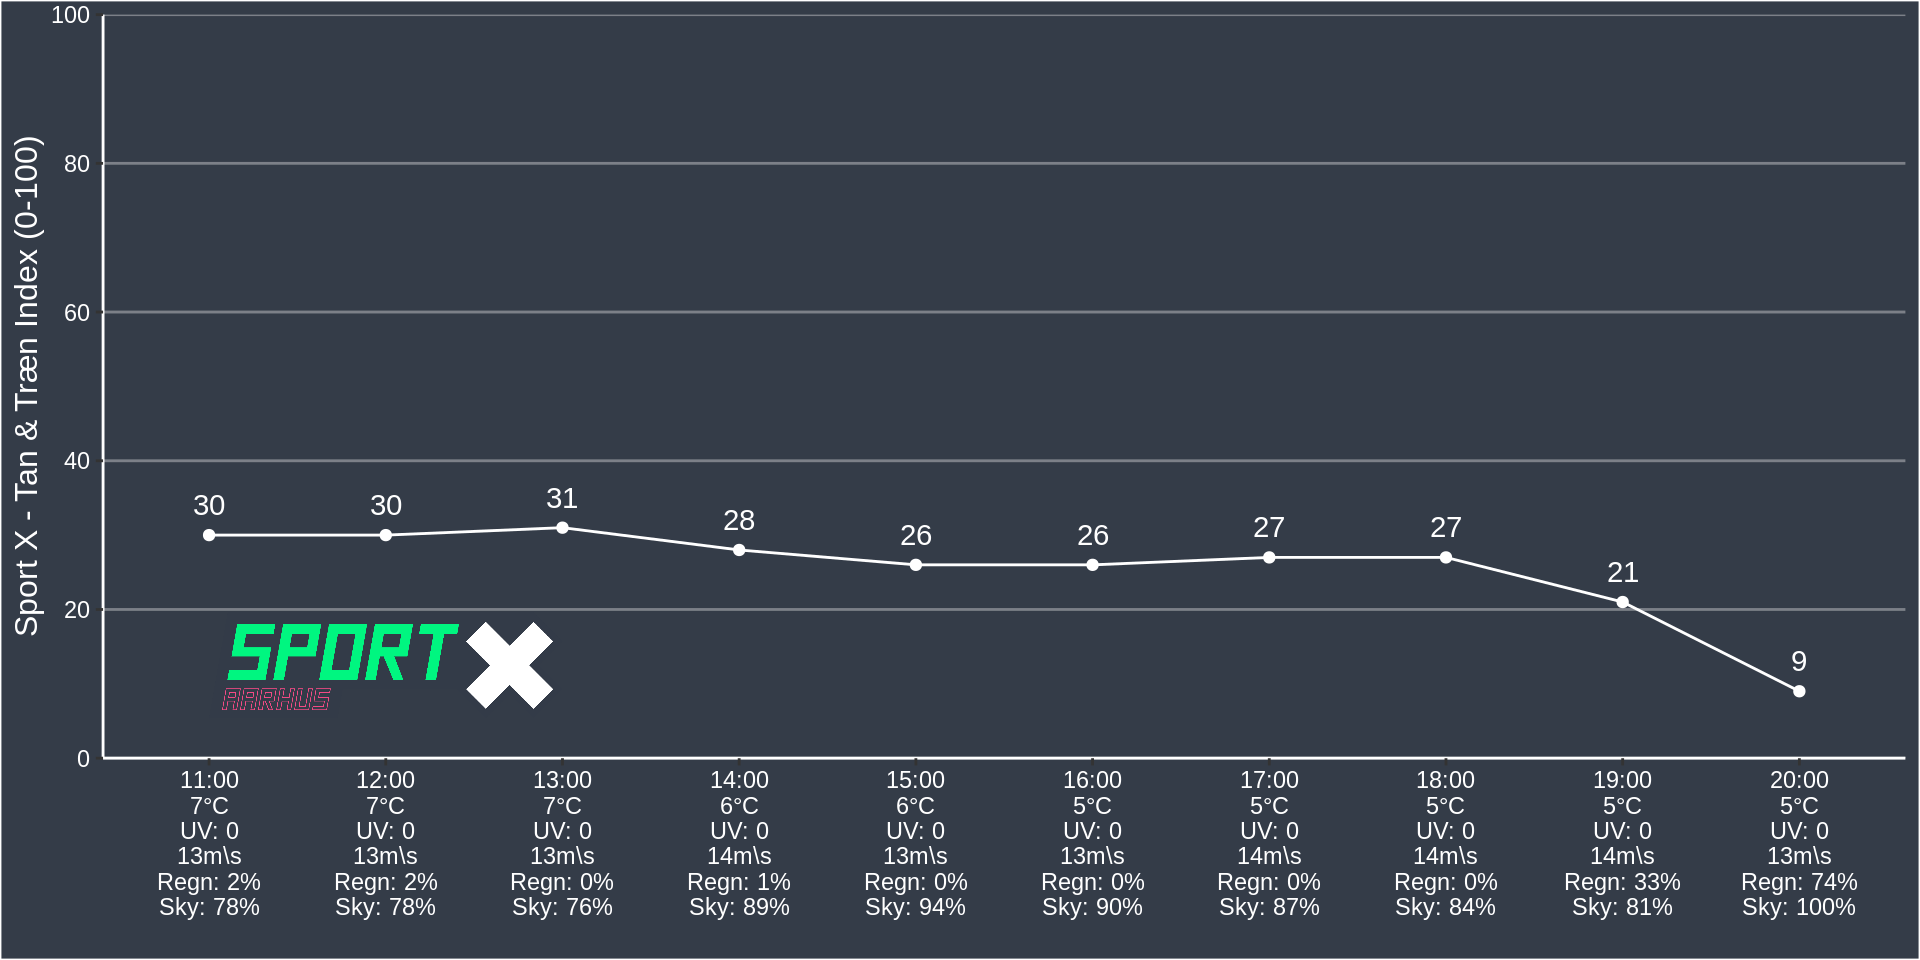 Sport X - Tan & Træn Index (0-100)
100
80
60
40
20
0
30
30
31
28
26
26
27
27
21
9
SPORT X
AARHUS
11:00 12:00 13:00 14:00 15:00 16:00 17:00 18:00 19:00 20:00
7°C 7°C 7°C 6°C 6°C 5°C 5°C 5°C 5°C 5°C
UV: 0 UV: 0 UV: 0 UV: 0 UV: 0 UV: 0 UV: 0 UV: 0 UV: 0 UV: 0
13m\s 13m\s 13m\s 14m\s 13m\s 13m\s 14m\s 14m\s 14m\s 13m\s
Regn: 2% Regn: 2% Regn: 0% Regn: 1% Regn: 0% Regn: 0% Regn: 0% Regn: 0% Regn: 33% Regn: 74%
Sky: 78% Sky: 78% Sky: 76% Sky: 89% Sky: 94% Sky: 90% Sky: 87% Sky: 84% Sky: 81% Sky: 100%